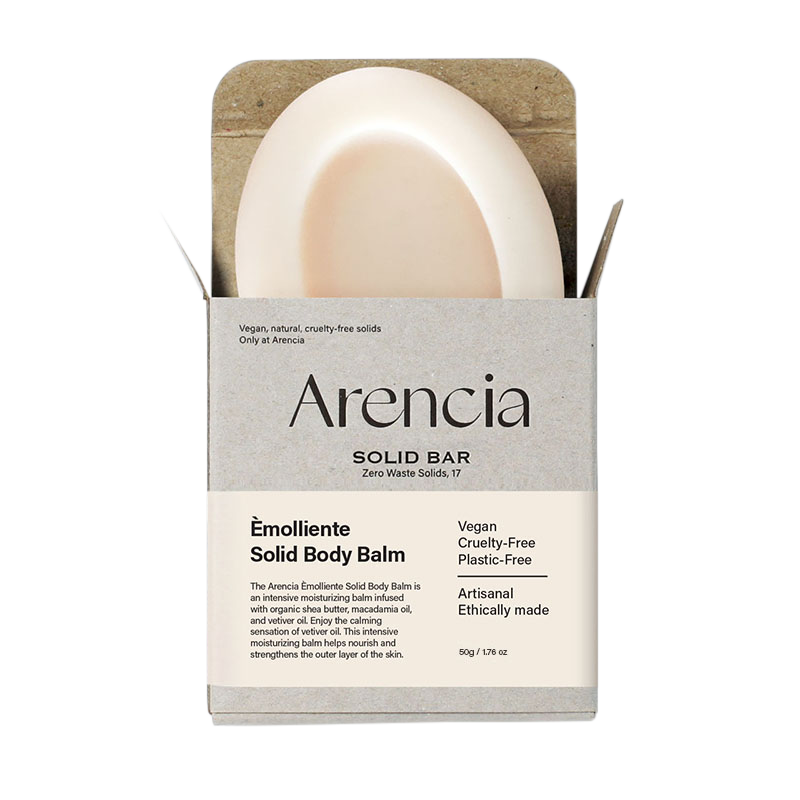 Vegan, natural, cruelty-free solids
Only at Arencia
Arencia
SOLID BAR
Zero Waste Solids, 17
Èmolliente
Solid Body Balm
The Arencia Èmolliente Solid Body Balm is
an intensive moisturizing balm infused
with organic shea butter, macadamia oil,
and vetiver oil. Enjoy the calming
sensation of vetiver oil. This intensive
moisturizing balm helps nourish and
strengthens the outer layer of the skin.
Vegan
Cruelty-Free
Plastic-Free
Artisanal
Ethically made
50g / 1.76 oz